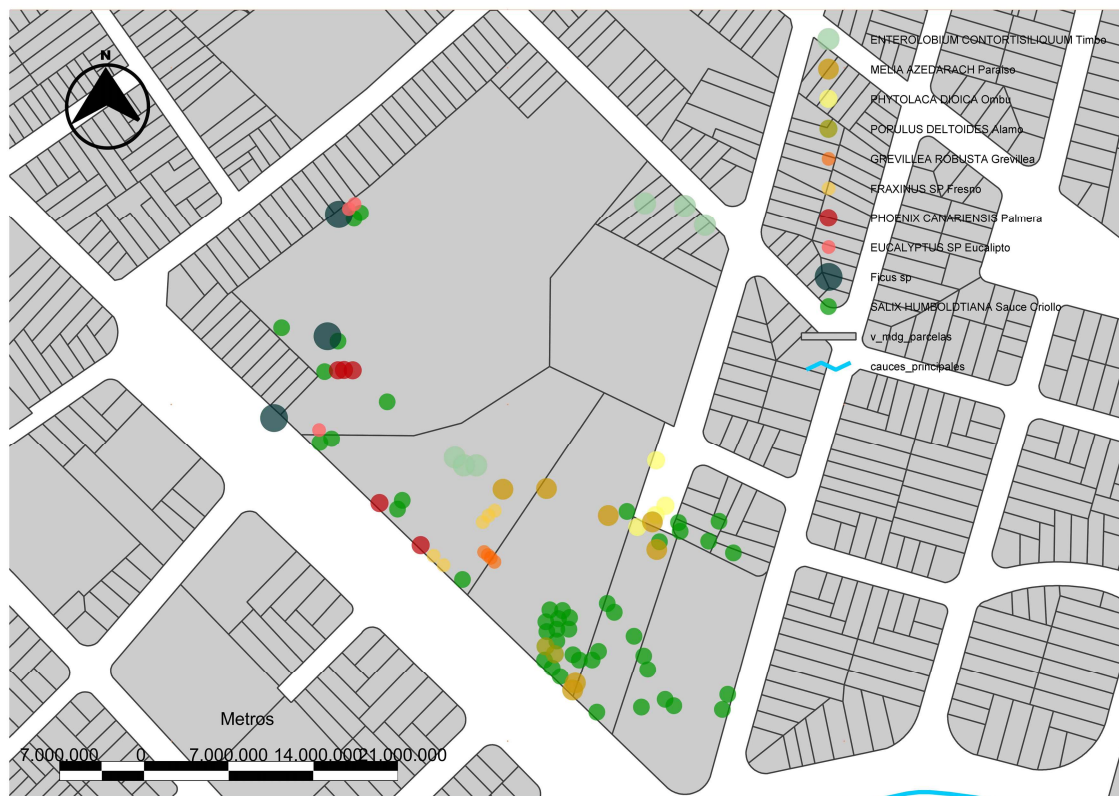 N
ENTEROLOBIUM CONTORTISILIQUUM Timbo
MELIA AZEDARACH Paraiso
PHYTOLACA DIOICA Ombu
POPULUS DELTOIDES Alamo
GREVILLEA ROBUSTA Grevillea
FRAXINUS SP Fresno
PHOENIX CANARIENSIS Palmera
EUCALYPTUS SP Eucalipto
Ficus sp
SALIX HUMBOLDTIANA Sauce Criollo
v_mdg_parcelas
cauces_principales
Metros
7.000.000 0 7.000.000 14.000.000 21.000.000